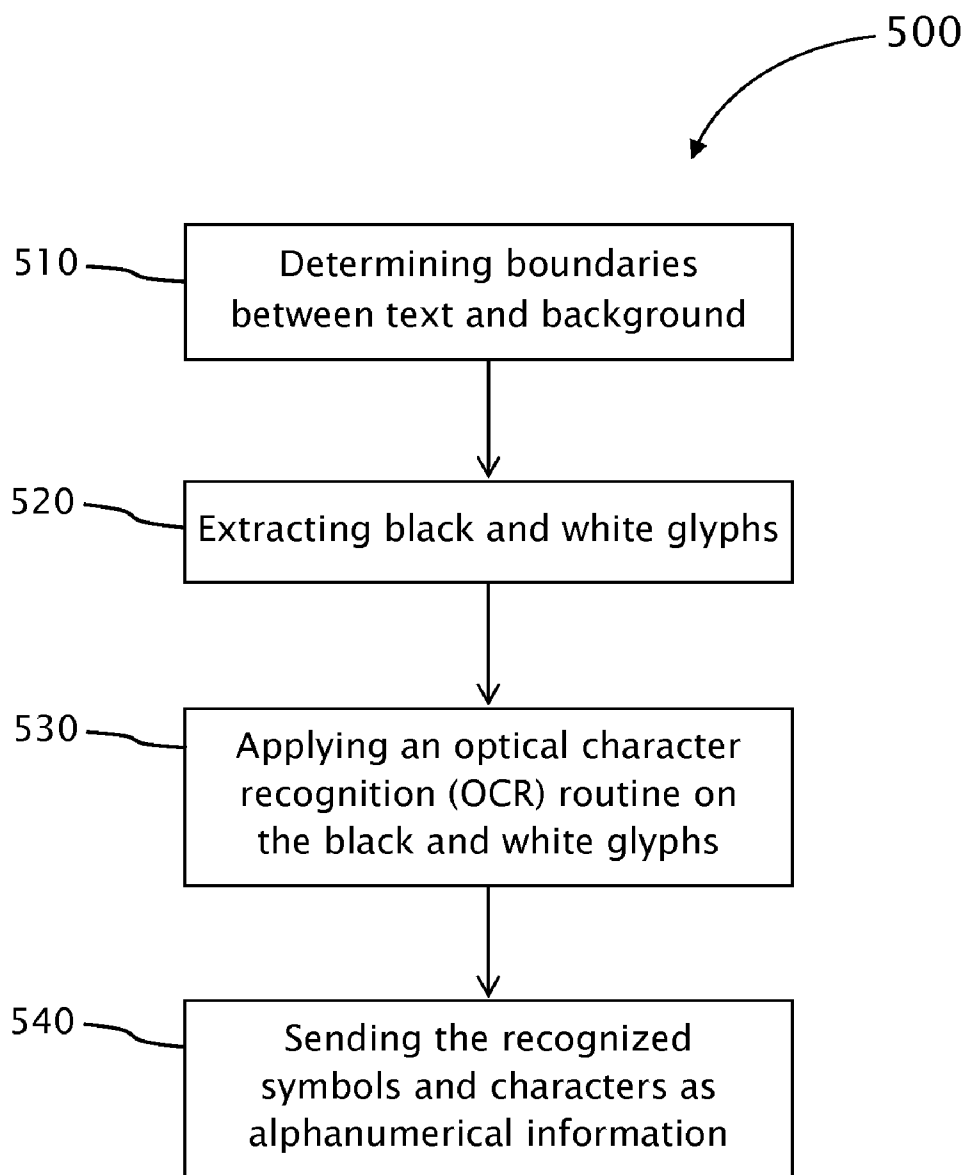 500
510
Determining boundaries
between text and background
520
Extracting black and white glyphs
530
Applying an optical character
recognition (OCR) routine on
the black and white glyphs
540
Sending the recognized
symbols and characters as
alphanumerical information